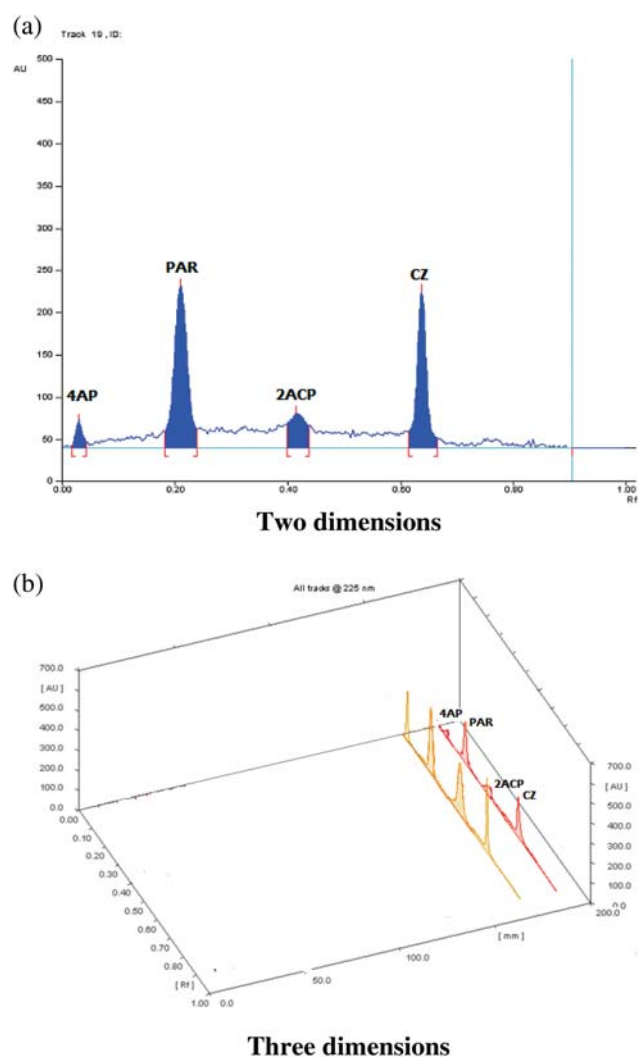 (a)
Track 19 , ID:
500
AU
450
400
350
300
250
200
150
100
50
0
PAR
CZ
4AP
2ACP
0.00 0.20 0.40 0.60 0.80 1.00
Rf
Two dimensions
(b)
All tracks @ 225 nm
700.0
[ AU ]
600.0
500.0
400.0
300.0
200.0
100.0
0.0
0.00
0.10
0.20
0.30
0.40
0.50
0.60
0.70
0.80
[ Rf ]
1.00
4AP
PAR
2ACP
CZ
700.0
[ AU ]
600.0
500.0
400.0
300.0
200.0
100.0
0.0
200.0
[ mm ]
100.0
50.0
0.0
Three dimensions